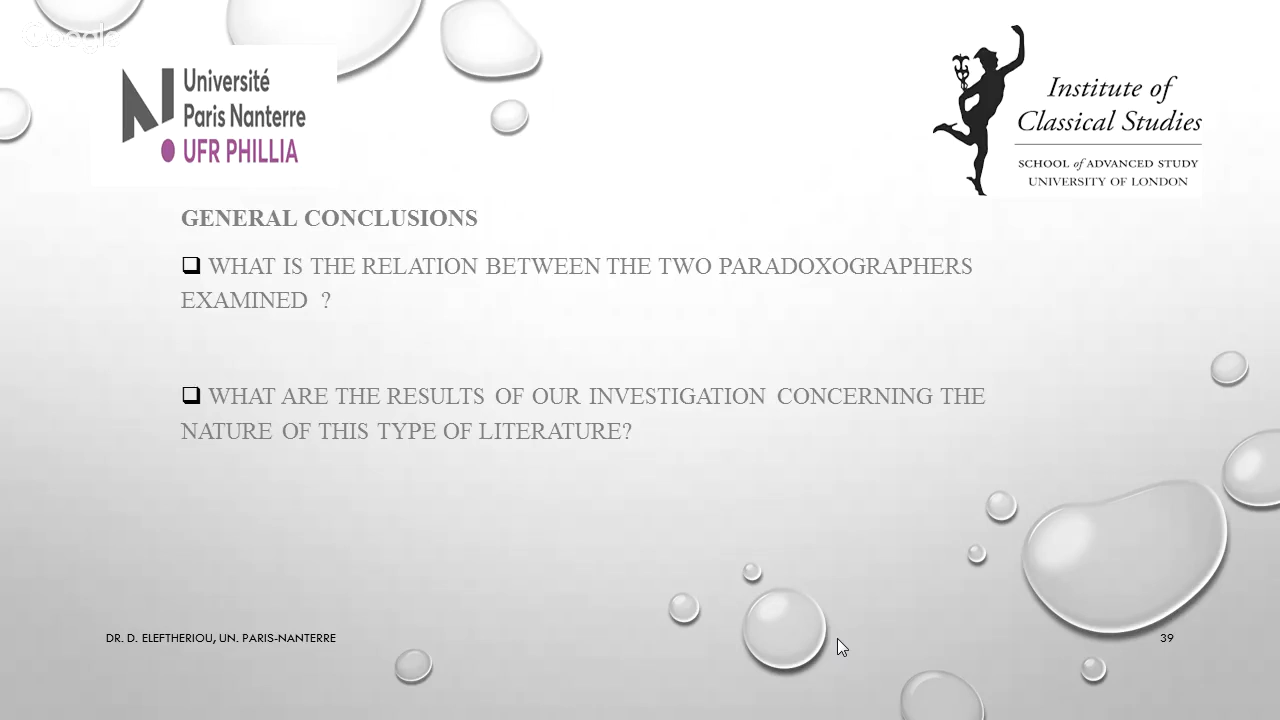 Google
Université
Paris Nanterre
UFR PHILLIA
Institute of
Classical Studies
SCHOOL of ADVANCED STUDY
UNIVERSITY OF LONDON
GENERAL CONCLUSIONS
WHAT IS THE RELATION BETWEEN THE TWO PARADOXOGRAPHERS
EXAMINED ?
WHAT ARE THE RESULTS OF OUR INVESTIGATION CONCERNING THE
NATURE OF THIS TYPE OF LITERATURE?
DR. D. ELEFTHERIOU, UN. PARIS-NANTERRE
39